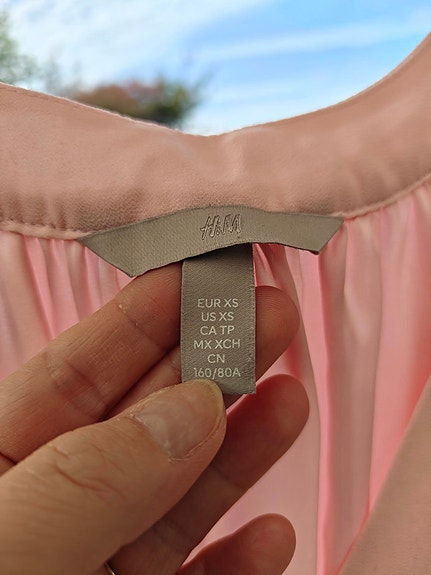 H&M
EUR XS
US XS
CA TP
MX XCH
CN
160/80A